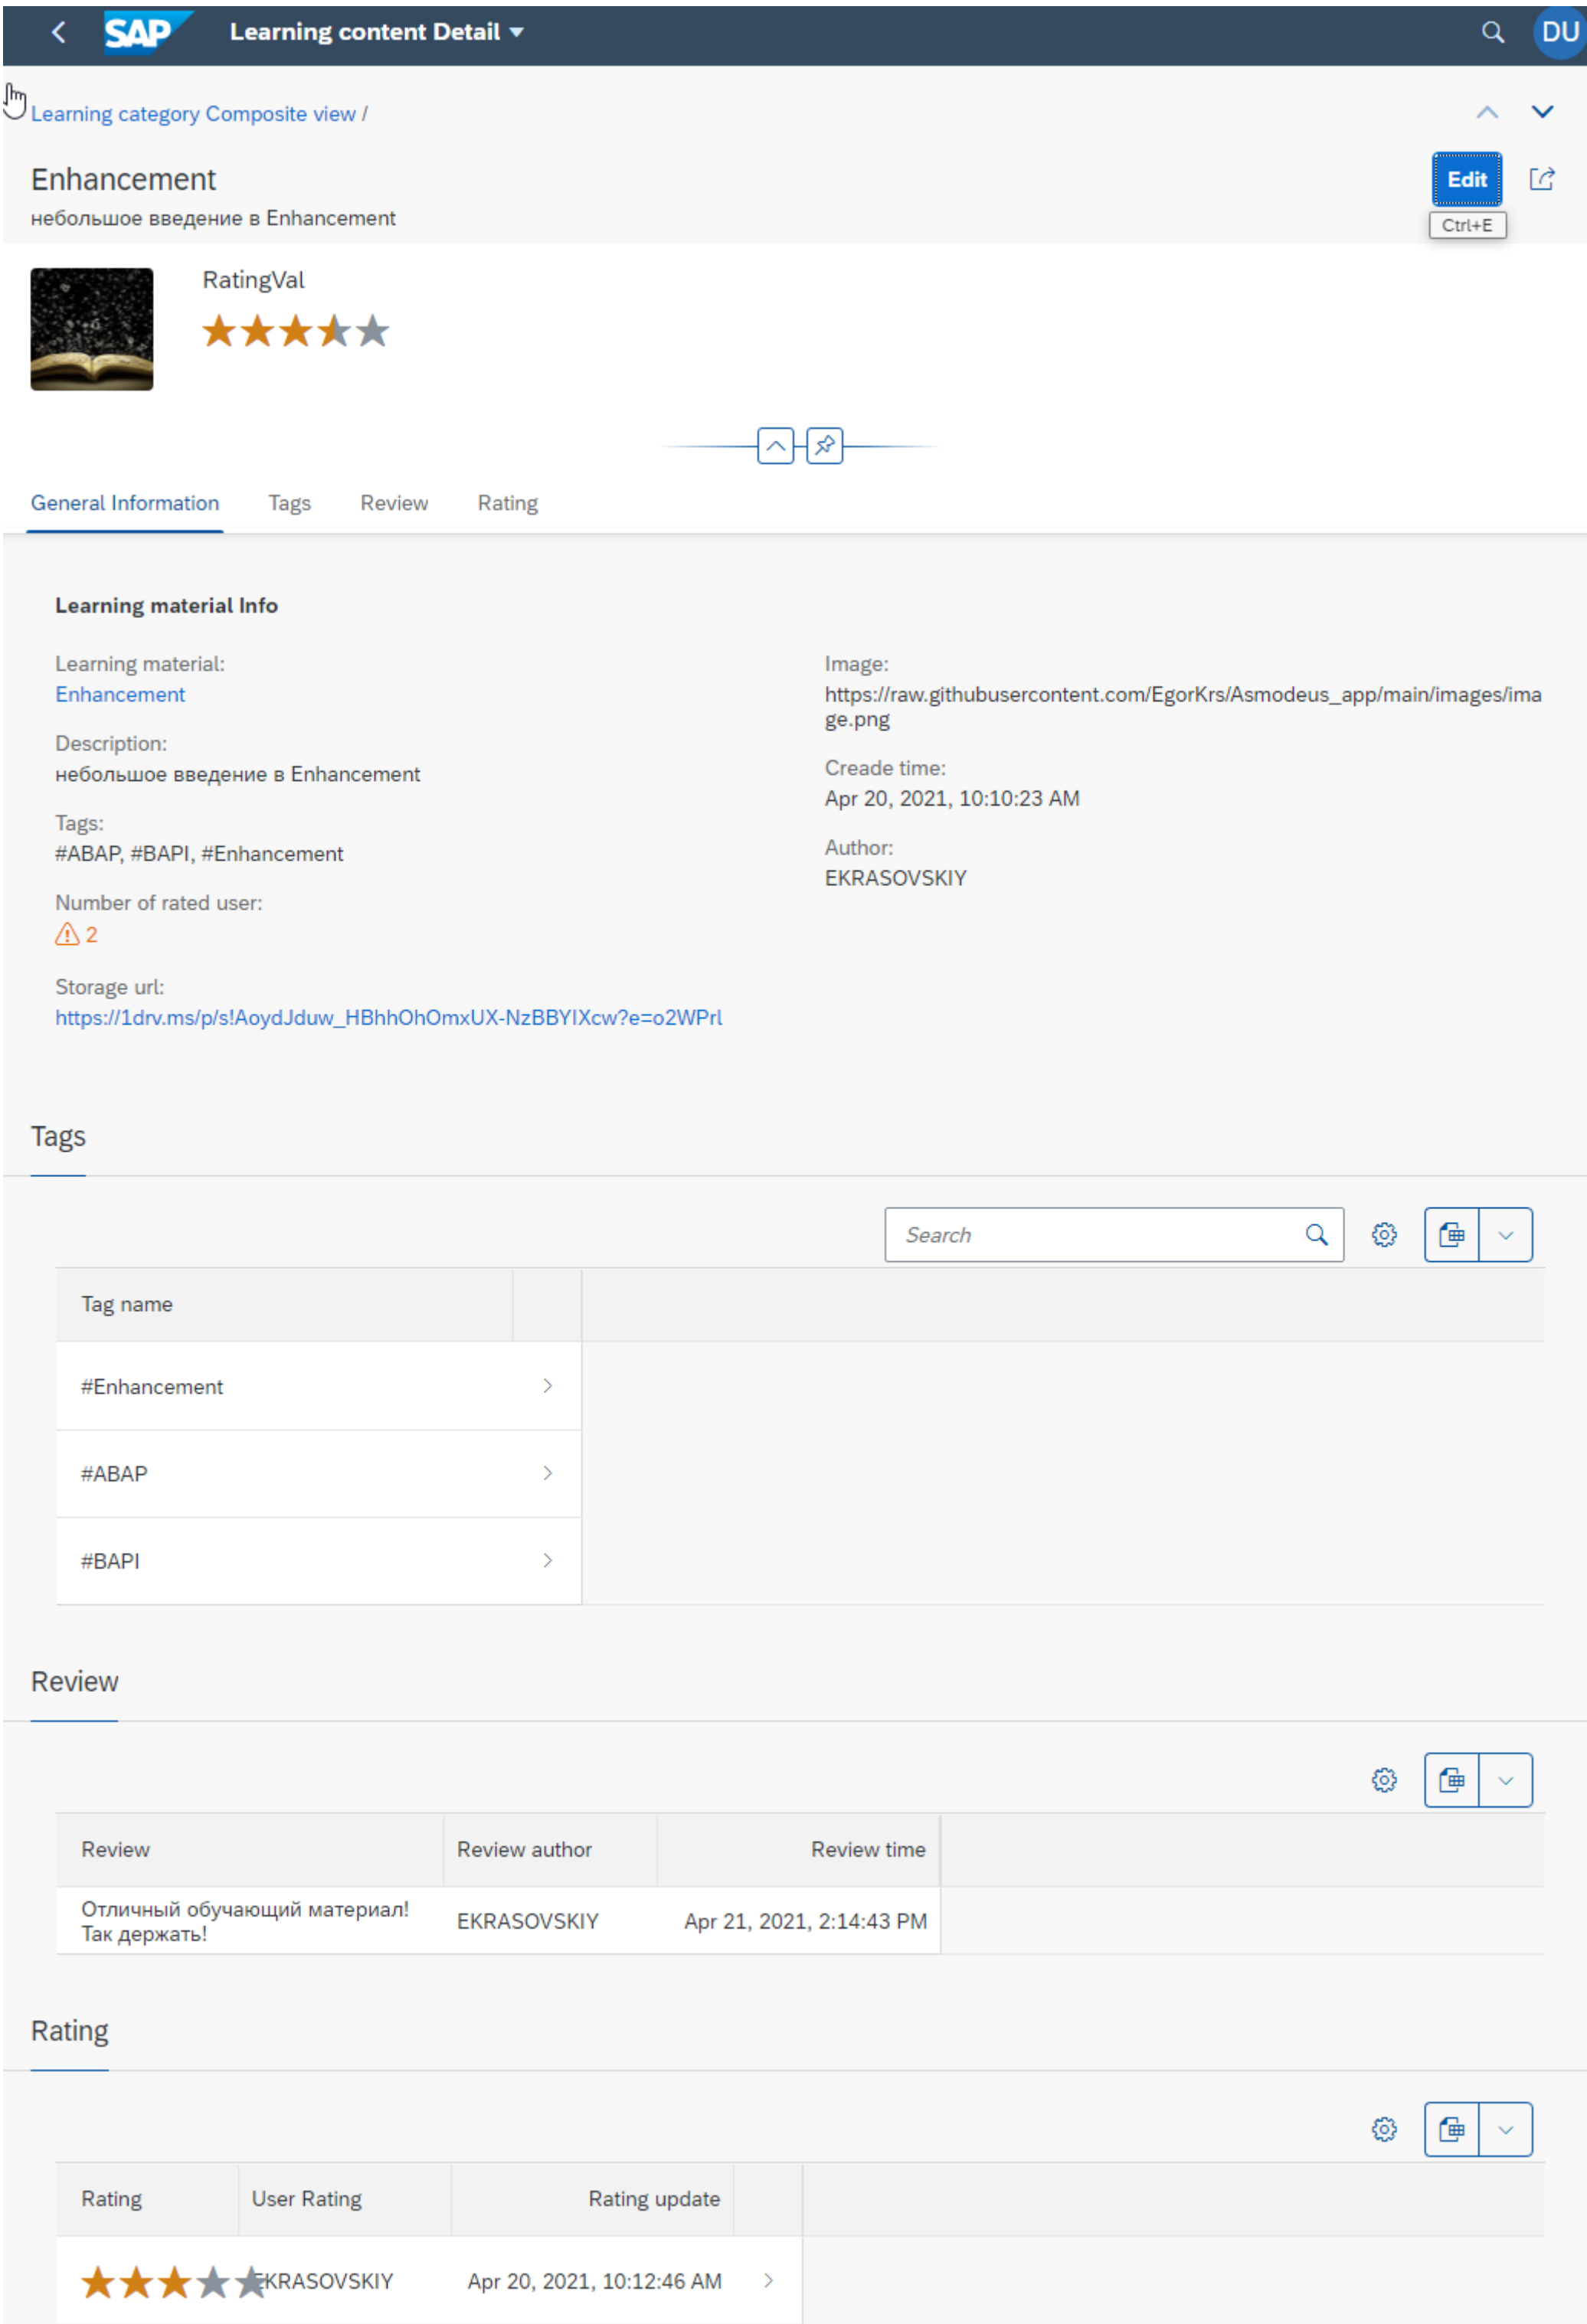 SAP Learning content Detail DU
Learning category Composite view /
Enhancement
Edit
небольшое введение в Enhancement
Ctrl+E
RatingVal
General Information Tags Review Rating
Learning material Info
Learning material:
Enhancement
Description:
небольшое введение в Enhancement
Tags:
#ABAP, #BAPI, #Enhancement
Number of rated user:
2
Storage url:
https://1drv.ms/p/s!AoydJduw_HBhhOhOmxUX-NzBBYIXcw?e=o2WPrl
Image:
https://raw.githubusercontent.com/EgorKrs/Asmodeus_app/main/images/ima
ge.png
Creade time:
Apr 20, 2021, 10:10:23 AM
Author:
EKRASOVSKIY
Tags
Search
Tag name
#Enhancement
#ABAP
#BAPI
Review
Review Review author Review time
Отличный обучающий материал!
Так держать!
EKRASOVSKIY Apr 21, 2021, 2:14:43 PM
Rating
Rating User Rating Rating update
EKRASOVSKIY Apr 20, 2021, 10:12:46 AM